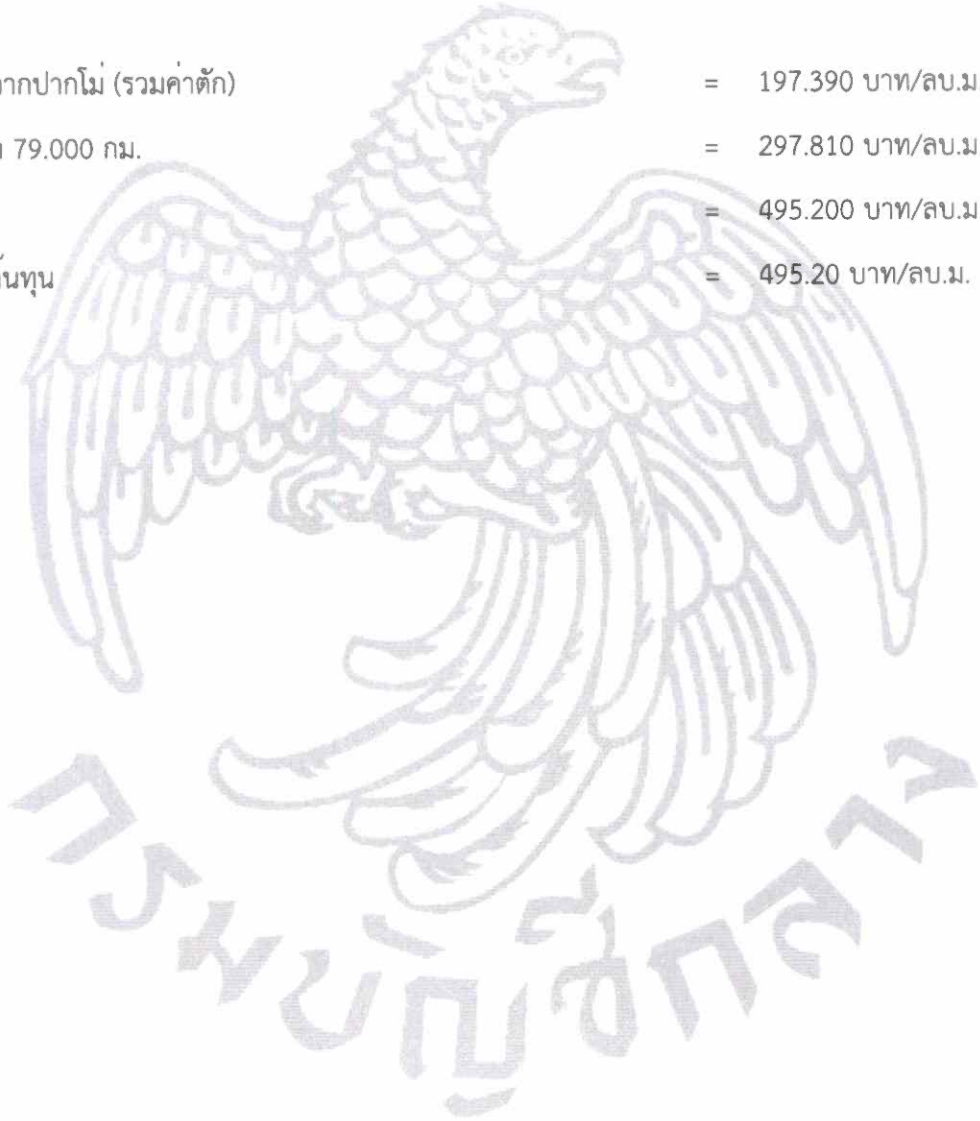 ากปากโม่ (รวมค่าตัก) = 197.390 บาท/ลบ.ม
79.000 กม. = 297.810 บาท/ลบ.ม
= 495.200 บาท/ลบ.ม
นทุน = 495.20 บาท/ลบ.ม.
กรมบัญชีกลาง